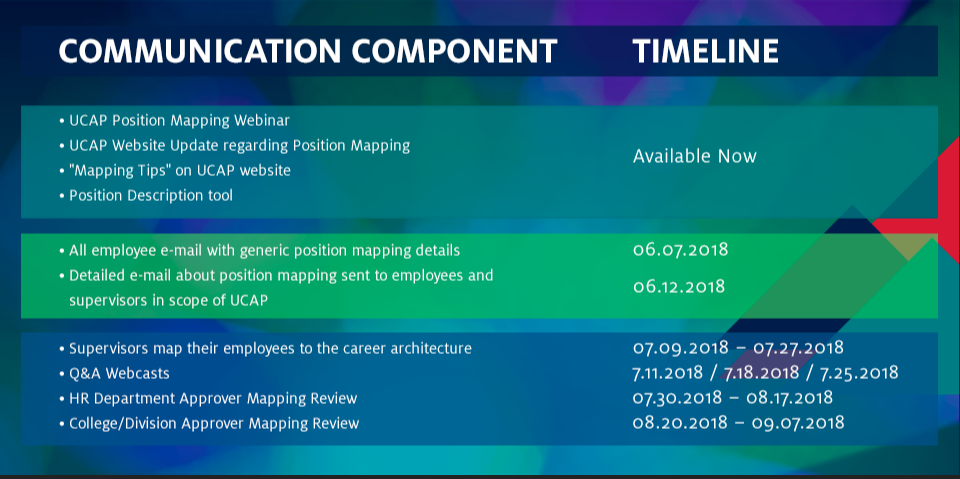 COMMUNICATION COMPONENT TIMELINE
• UCAP Position Mapping Webinar
• UCAP Website Update regarding Position Mapping
• "Mapping Tips" on UCAP website
• Position Description tool
Available Now
• All employee e-mail with generic position mapping details 06.07.2018
• Detailed e-mail about position mapping sent to employees and
supervisors in scope of UCAP
06.12.2018
• Supervisors map their employees to the career architecture 07.09.2018 – 07.27.2018
• Q&A Webcasts 7.11.2018 / 7.18.2018 / 7.25.2018
• HR Department Approver Mapping Review 07.30.2018 – 08.17.2018
• College/Division Approver Mapping Review 08.20.2018 – 09.07.2018